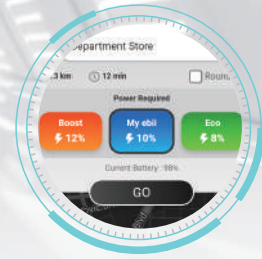 Department Store
.3 km 12 min Round
Power Required
Boost My ebii Eco
12% 10% 8%
Current Battery : 98%
GO